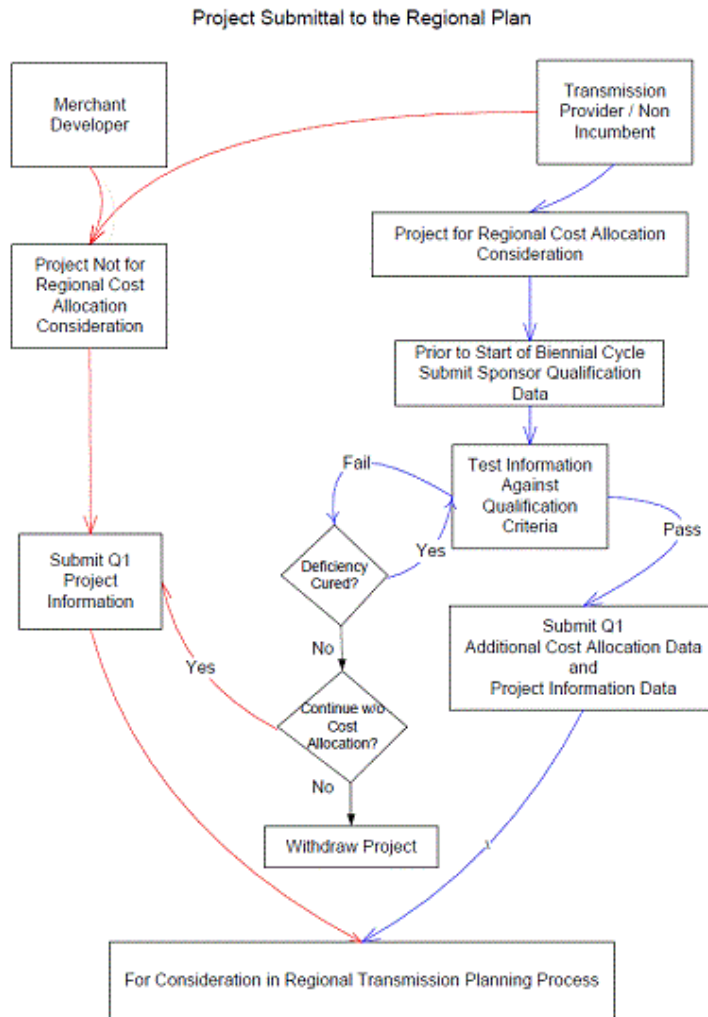 Project Submittal to the Regional Plan
Merchant
Developer
Transmission
Provider / Non
Incumbent
Project for Regional Cost Allocation
Consideration
Project Not for
Regional Cost
Allocation
Consideration
Prior to Start of Biennial Cycle
Submit Sponsor Qualification
Data
Fail
Test Information
Against
Qualification
Criteria
Yes
Pass
Deficiency
Cured?
Submit Q1
Project
Information
Submit Q1
Additional Cost Allocation Data
and
Project Information Data
No
Yes
Continue w/o
Cost
Allocation?
No
Withdraw Project
For Consideration in Regional Transmission Planning Process